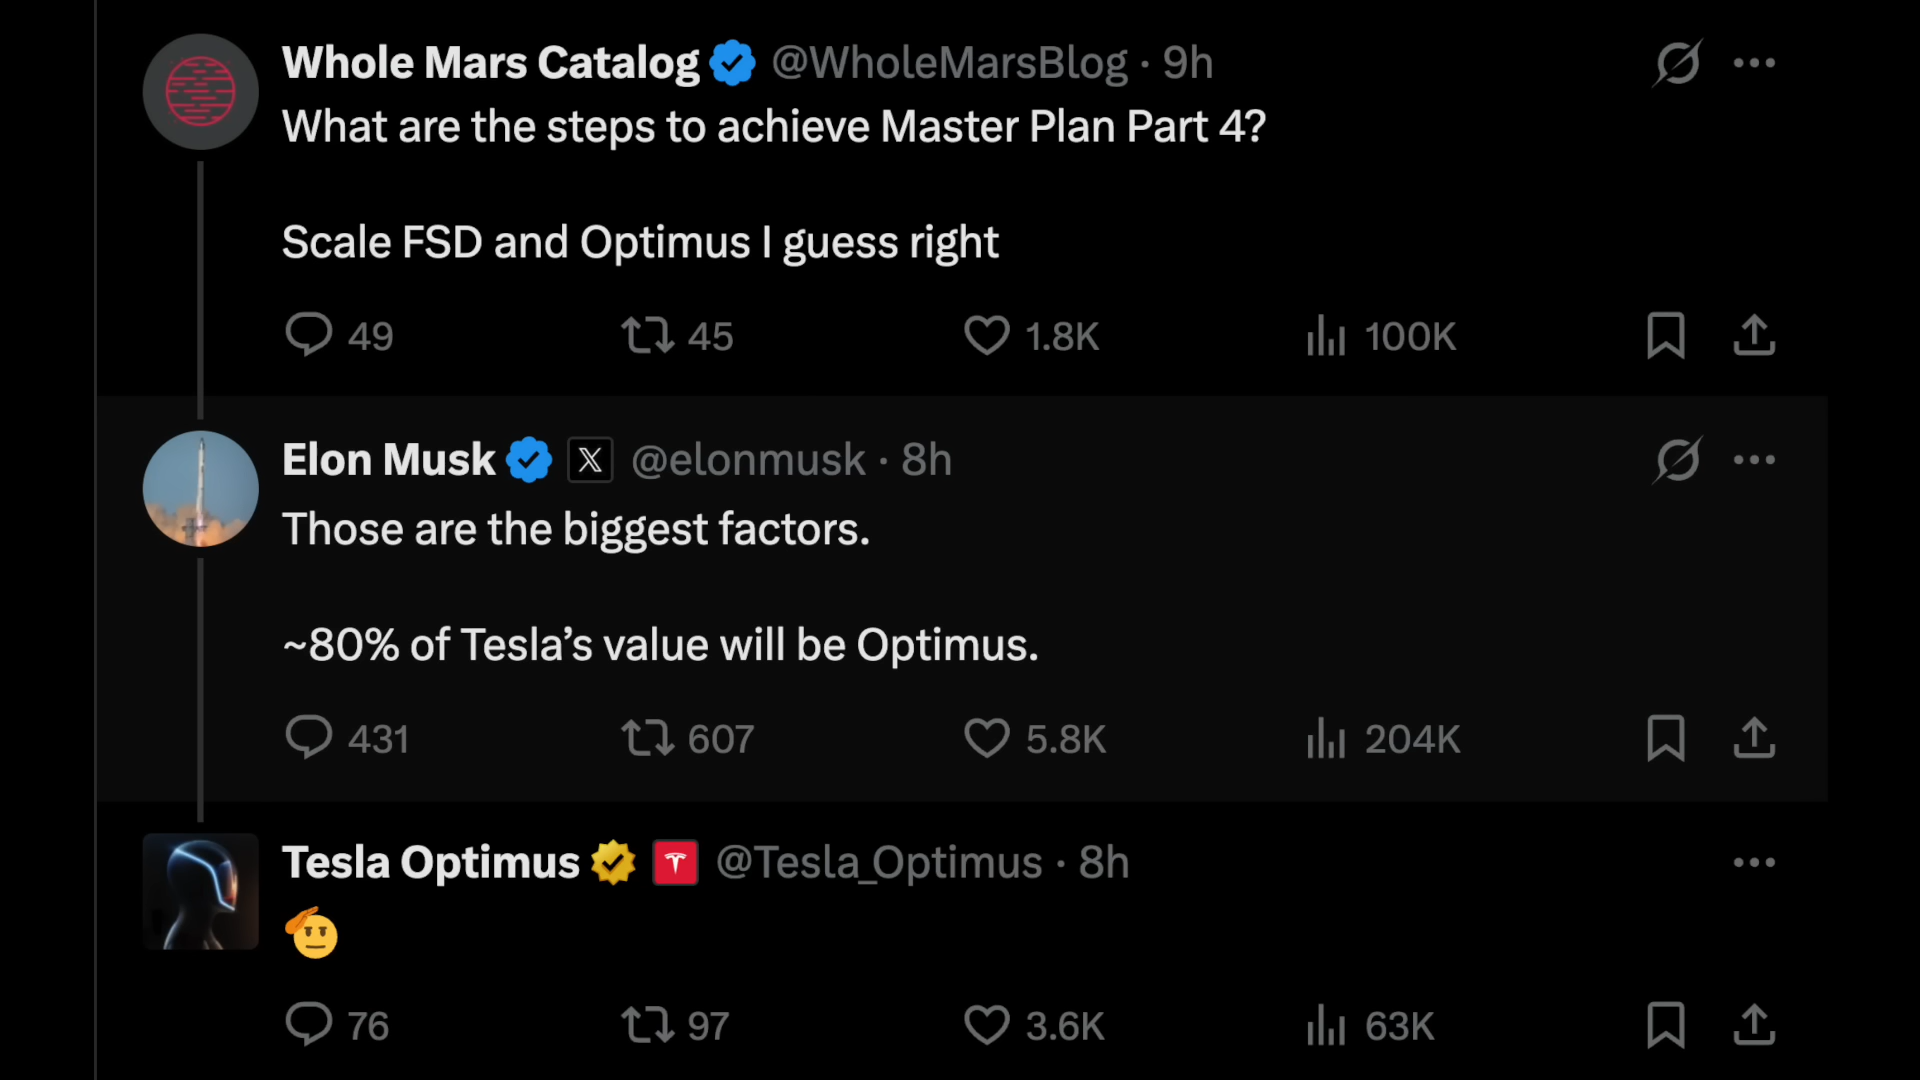 Whole Mars Catalog @WholeMarsBlog · 9h
What are the steps to achieve Master Plan Part 4?
Scale FSD and Optimus I guess right
49 45 1.8K 100K
Elon Musk X @elonmusk · 8h
Those are the biggest factors.
~80% of Tesla’s value will be Optimus.
431 607 5.8K 204K
Tesla Optimus @Tesla_Optimus · 8h
🫡
76 97 3.6K 63K